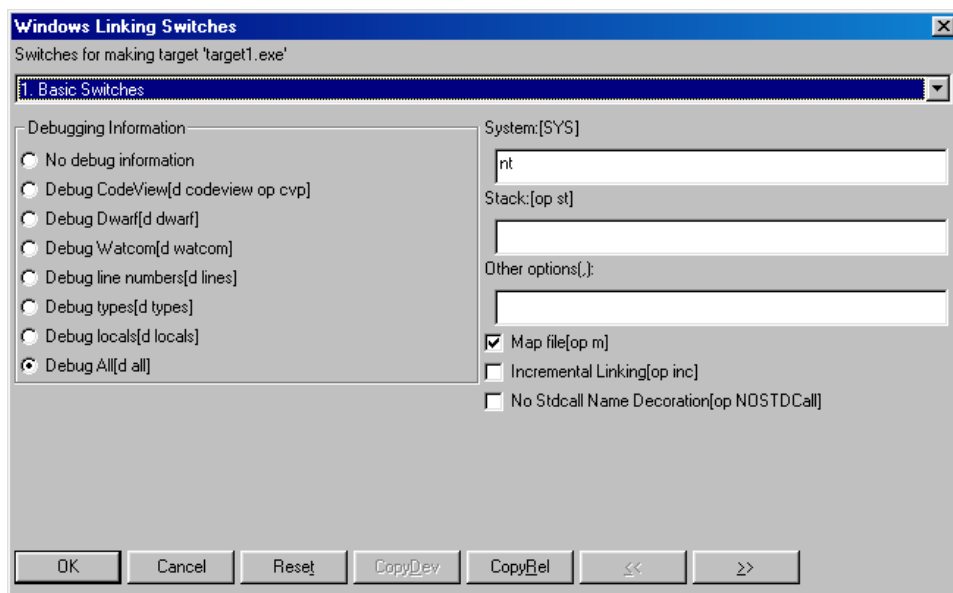 Windows Linking Switches
Switches for making target 'target1.exe'
1. Basic Switches
Debugging Information
No debug information
Debug CodeView[d codeview op cvp]
Debug Dwarf[d dwarf]
Debug Watcom[d watcom]
Debug line numbers[d lines]
Debug types[d types]
Debug locals[d locals]
Debug All[d all]
System:[SYS]
nt
Stack:[op st]
Other options(,):
Map file[op m]
Incremental Linking[op inc]
No Stdcall Name Decoration[op NOSTDCall]
OK Cancel Reset CopyDev CopyRel << >>